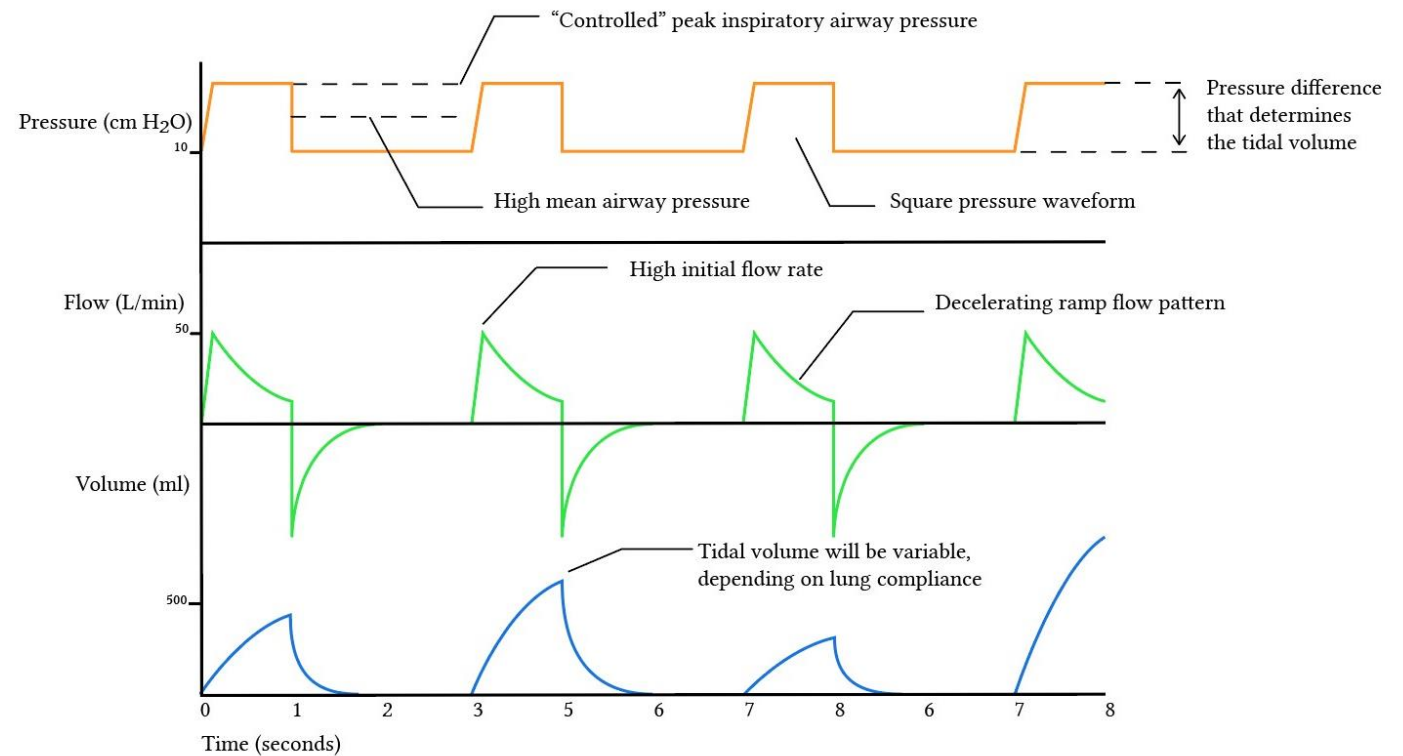 “Controlled” peak inspiratory airway pressure
Pressure (cm H₂O)
10
Pressure difference
that determines
the tidal volume
High mean airway pressure
Square pressure waveform
High initial flow rate
Flow (L/min)
50
Decelerating ramp flow pattern
Volume (ml)
Tidal volume will be variable,
depending on lung compliance
500
0 1 2 3 5 6 7 8 6 7 8
Time (seconds)